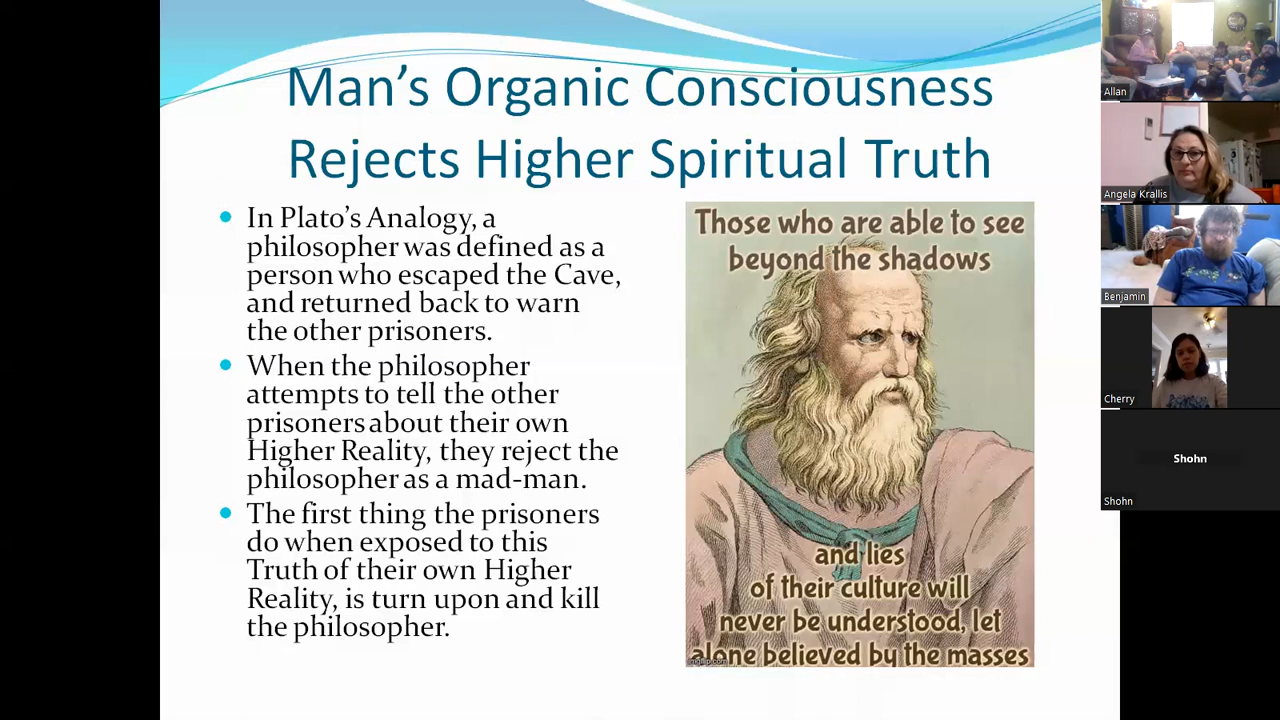 Man's Organic Consciousness
Rejects Higher Spiritual Truth
In Plato's Analogy, a
philosopher was defined as a
person who escaped the Cave,
and returned back to warn
the other prisoners.
When the philosopher
attempts to tell the other
prisoners about their own
Higher Reality, they reject the
philosopher as a mad-man.
The first thing the prisoners
do when exposed to this
Truth of their own Higher
Reality, is turn upon and kill
the philosopher.
Those who are able to see
beyond the shadows
and lies
of their culture will
never be understood, let
alone believed by the masses
imgflip.com
Allan
Angela Krallis
Benjamin
Cherry
Shohn
Shohn